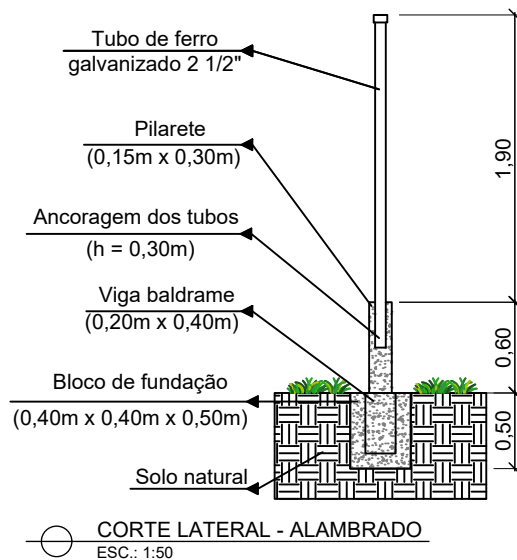 Tubo de ferro
galvanizado 2 1/2"
Pilarete
(0,15m x 0,30m)
Ancoragem dos tubos
(h = 0,30m)
Viga baldrame
(0,20m x 0,40m)
Bloco de fundação
(0,40m x 0,40m x 0,50m)
Solo natural
1,90
0,60
0,50
CORTE LATERAL - ALAMBRADO
ESC.: 1:50